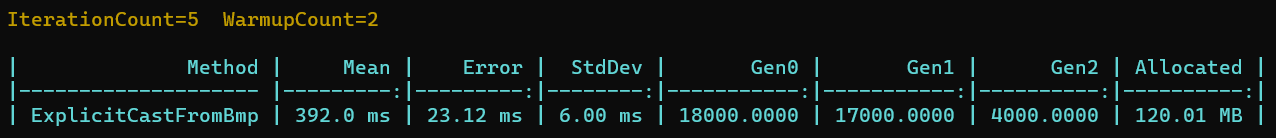 IterationCount=5  WarmupCount=2
|              Method |     Mean |    Error |  StdDev |       Gen0 |       Gen1 |      Gen2 | Allocated |
|-------------------- |---------:|---------:|--------:|-----------:|-----------:|----------:|----------:|
| ExplicitCastFromBmp | 392.0 ms | 23.12 ms | 6.00 ms | 18000.0000 | 17000.0000 | 4000.0000 | 120.01 MB |